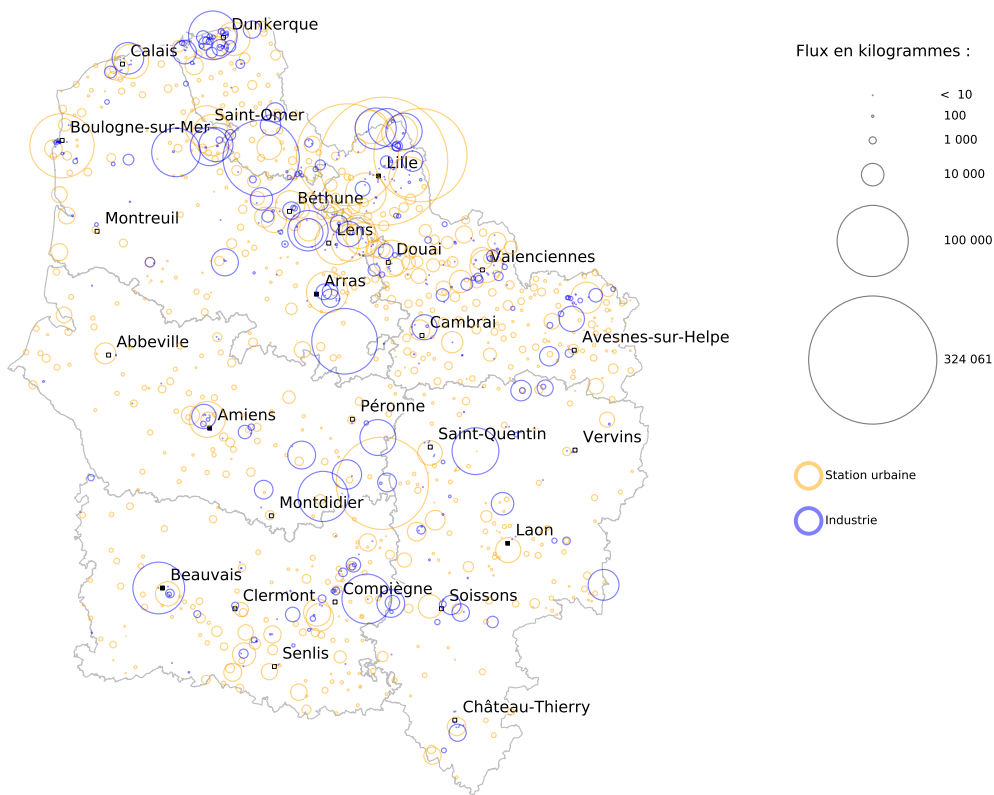 Dunkerque
Calais
Saint-Omer
Boulogne-sur-Mer
Lille
Béthune
Montreuil
Lens
Douai
Valenciennes
Arras
Cambrai
Avesnes-sur-Helpe
Abbeville
Péronne
Amiens
Saint-Quentin
Vervins
Montdidier
Laon
Beauvais
Clermont
Compiègne
Soissons
Senlis
Château-Thierry
Flux en kilogrammes :
< 10
100
1 000
10 000
100 000
324 061
Station urbaine
Industrie